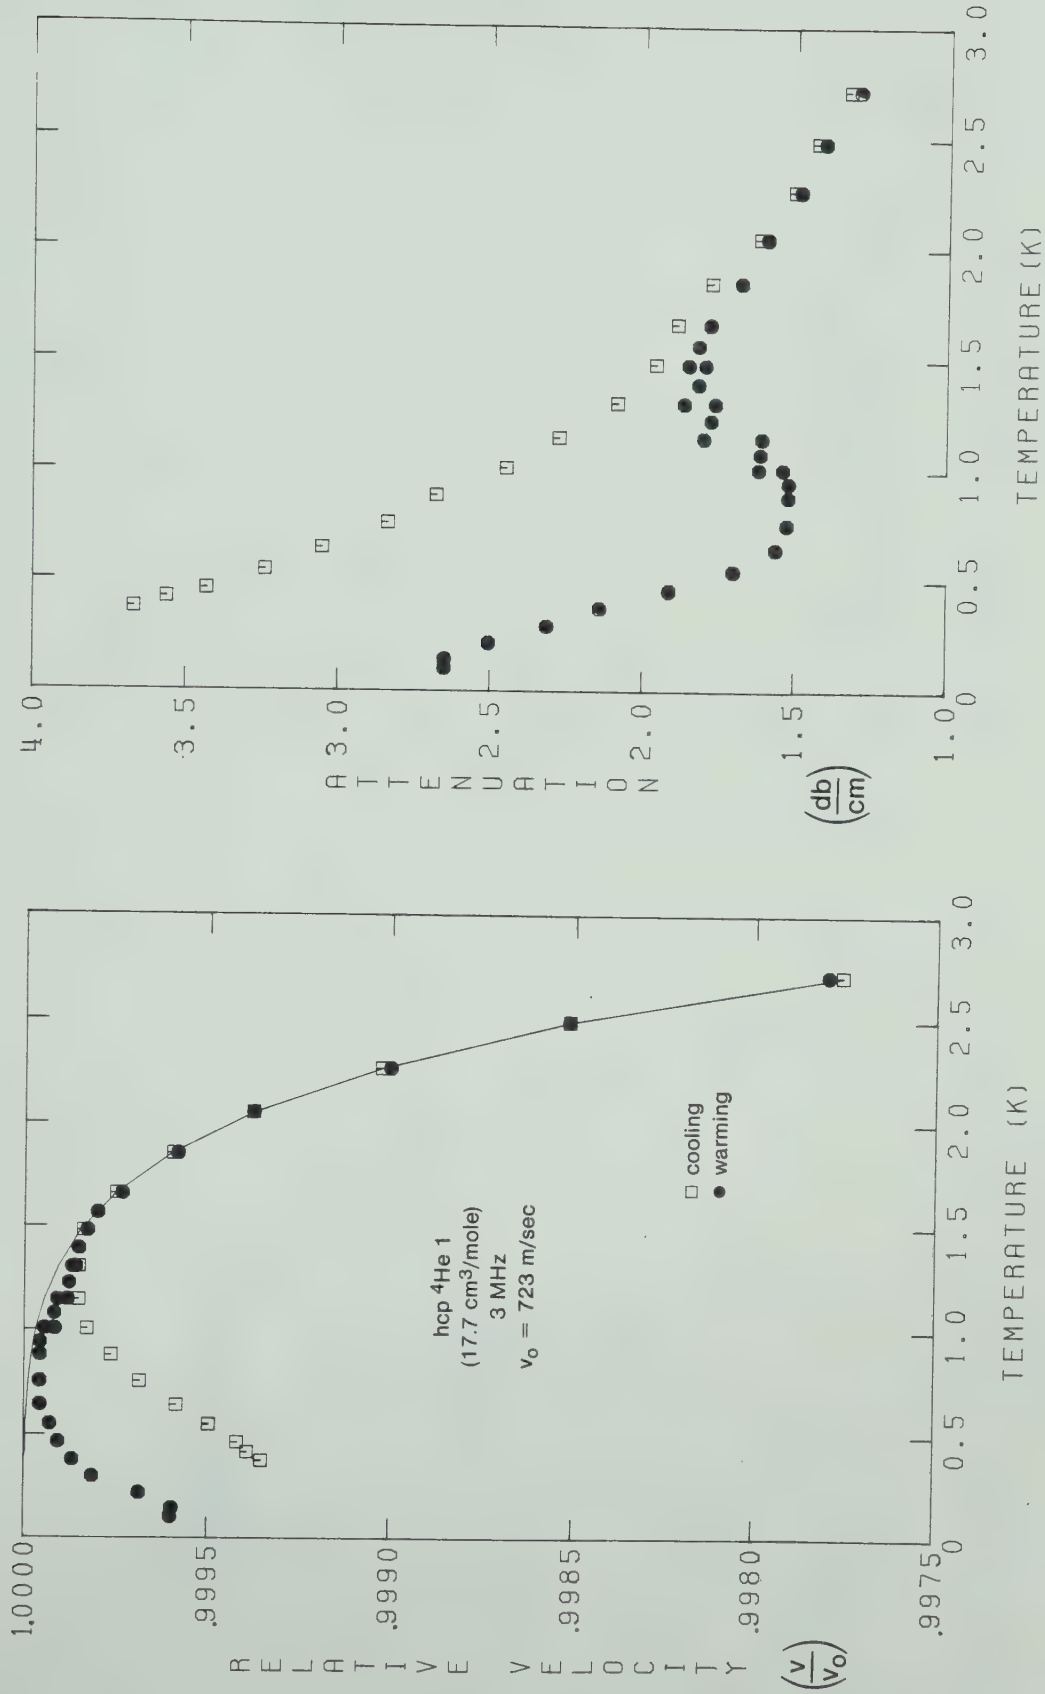 1.0000
.9995
.9990
.9985
.9980
.9975
RELATIVE VELOCITY
(v/v₀)
0
0.5
1.0
1.5
2.0
2.5
3.0
TEMPERATURE (K)
hcp ⁴He 1
(17.7 cm³/mole)
3 MHz
v₀ = 723 m/sec
□ cooling
● warming
4.0
3.5
3.0
2.5
2.0
1.5
1.0
ATTENUATION
(db/cm)
0
0.5
1.0
1.5
2.0
2.5
3.0
TEMPERATURE (K)